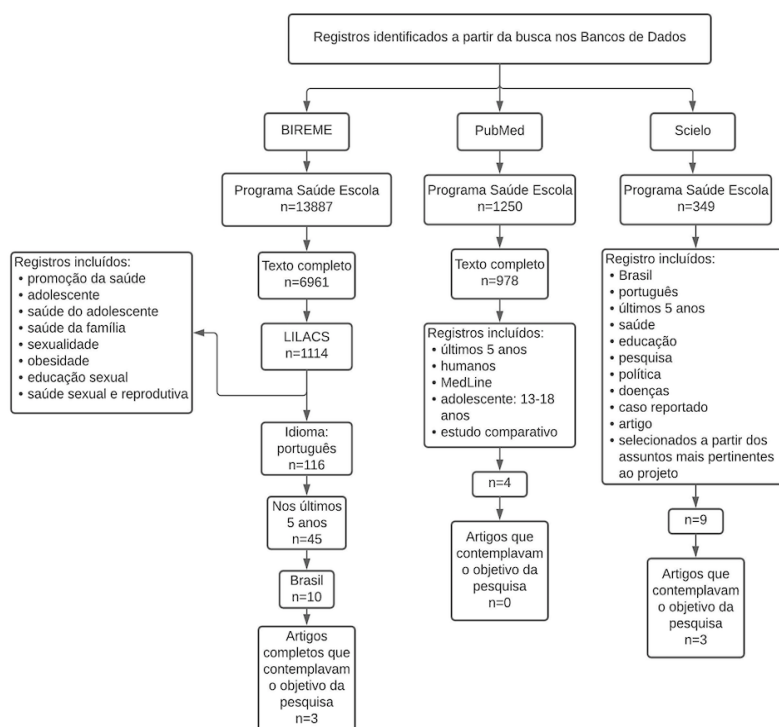 Registros identificados a partir da busca nos Bancos de Dados
BIREME
Programa Saúde Escola
n=13887
Texto completo
n=6961
LILACS
n=1114
Registros incluídos:
• promoção da saúde
• adolescente
• saúde do adolescente
• saúde da família
• sexualidade
• obesidade
• educação sexual
• saúde sexual e reprodutiva
Idioma:
português
n=116
Nos últimos
5 anos
n=45
Brasil
n=10
Artigos
completos que
contemplavam
o objetivo da
pesquisa
n=3
PubMed
Programa Saúde Escola
n=1250
Texto completo
n=978
Registros incluídos:
• últimos 5 anos
• humanos
• MedLine
• adolescente: 13-18
anos
• estudo comparativo
n=4
Artigos que
contemplavam
o objetivo da
pesquisa
n=0
Scielo
Programa Saúde Escola
n=349
Registro incluídos:
• Brasil
• português
• últimos 5 anos
• saúde
• educação
• pesquisa
• política
• doenças
• caso reportado
• artigo
• selecionados a partir dos
assuntos mais pertinentes
ao projeto
n=9
Artigos que
contemplavam
o objetivo da
pesquisa
n=3